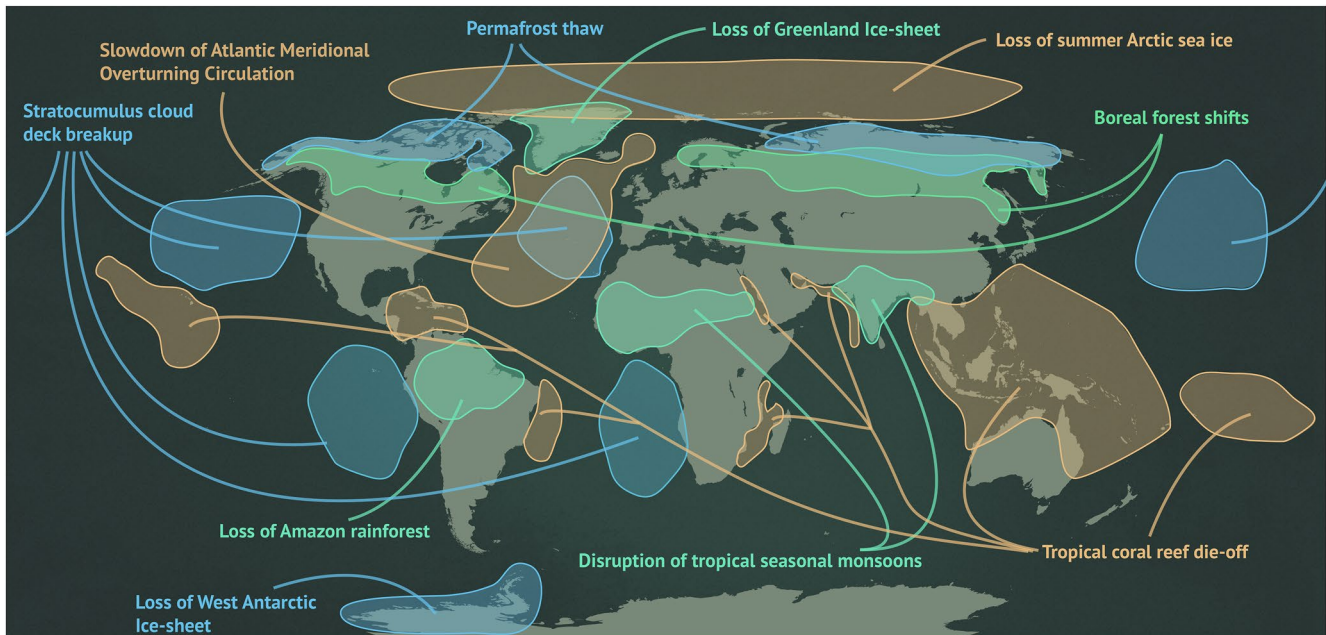 Permafrost thaw
Loss of Greenland Ice-sheet
Loss of summer Arctic sea ice
Slowdown of Atlantic Meridional
Overturning Circulation
Stratocumulus cloud
deck breakup
Boreal forest shifts
Loss of Amazon rainforest
Disruption of tropical seasonal monsoons
Tropical coral reef die-off
Loss of West Antarctic
Ice-sheet